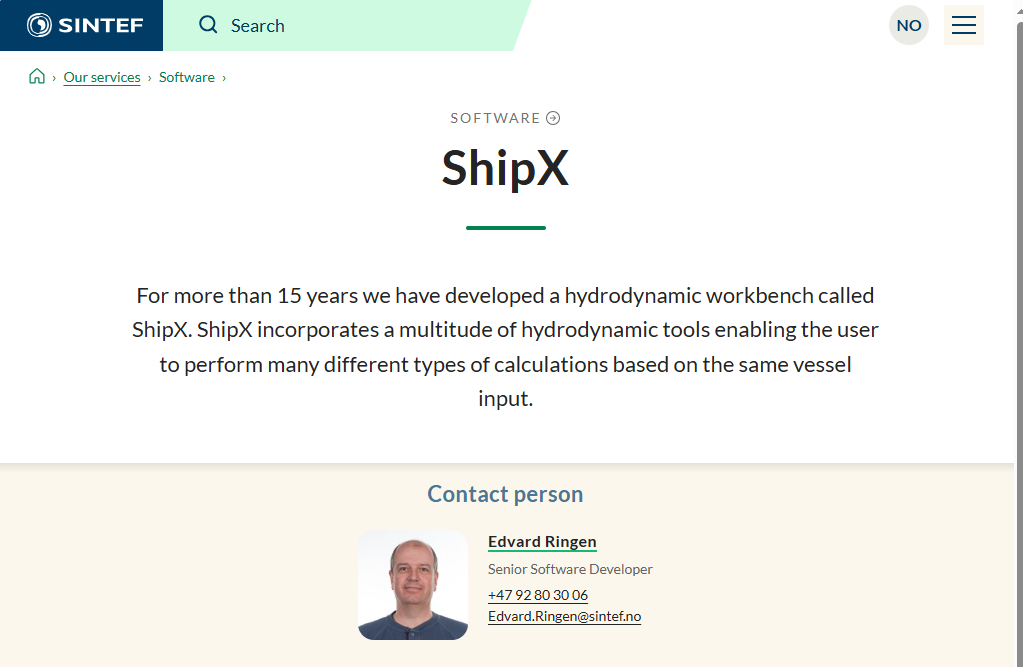 SINTEF
Search
NO
Our services
Software
SOFTWARE
ShipX
For more than 15 years we have developed a hydrodynamic workbench called
ShipX. ShipX incorporates a multitude of hydrodynamic tools enabling the user
to perform many different types of calculations based on the same vessel
input.
Contact person
Edvard Ringen
Senior Software Developer
+47 92 80 30 06
Edvard.Ringen@sintef.no